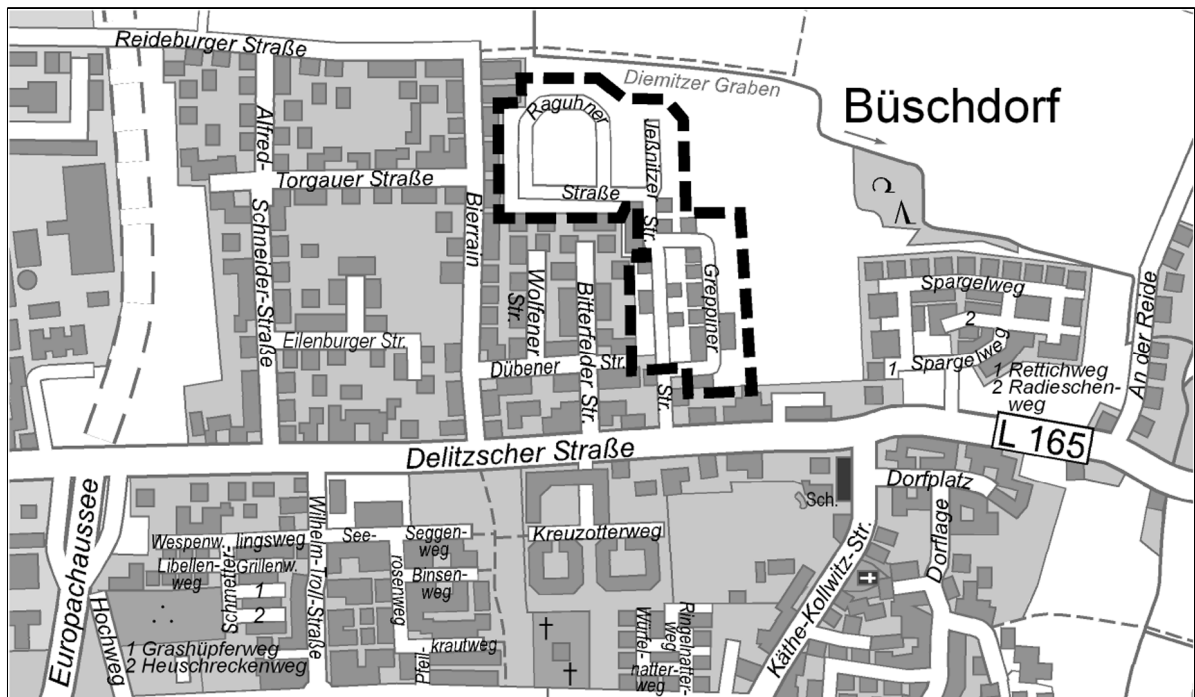 Reideburger Straße
Diemitzer Graben
Büschdorf
Raguhner
Straße
Jeßnitzer
Str.
Alfred-
Schneider-Straße
Torgauer Straße
Bierrain
Wolfener
Str.
Bitterfelder Str.
Greppiner
Str.
Eilenburger Str.
Dübener
Str.
Spargelweg
2
Spargelweg
1
1 Rettichweg
2 Radieschen-
weg
An der Reide
L 165
Delitzscher Straße
Europachaussee
Hochweg
Wespenw.
Schmetter-
lingsweg
Libellen-
weg
Grillenw.
1
2
1 Grashüpferweg
2 Heuschreckenweg
Wilhelm-Troll-Straße
See-
rosenweg
Seggen-
weg
Binsen-
weg
krautweg
Kreuzotterweg
Würfel-
natter-
weg
Ringelnatter-
weg
Sch.
Dorfplatz
Dorflage
Käthe-Kollwitz-Str.